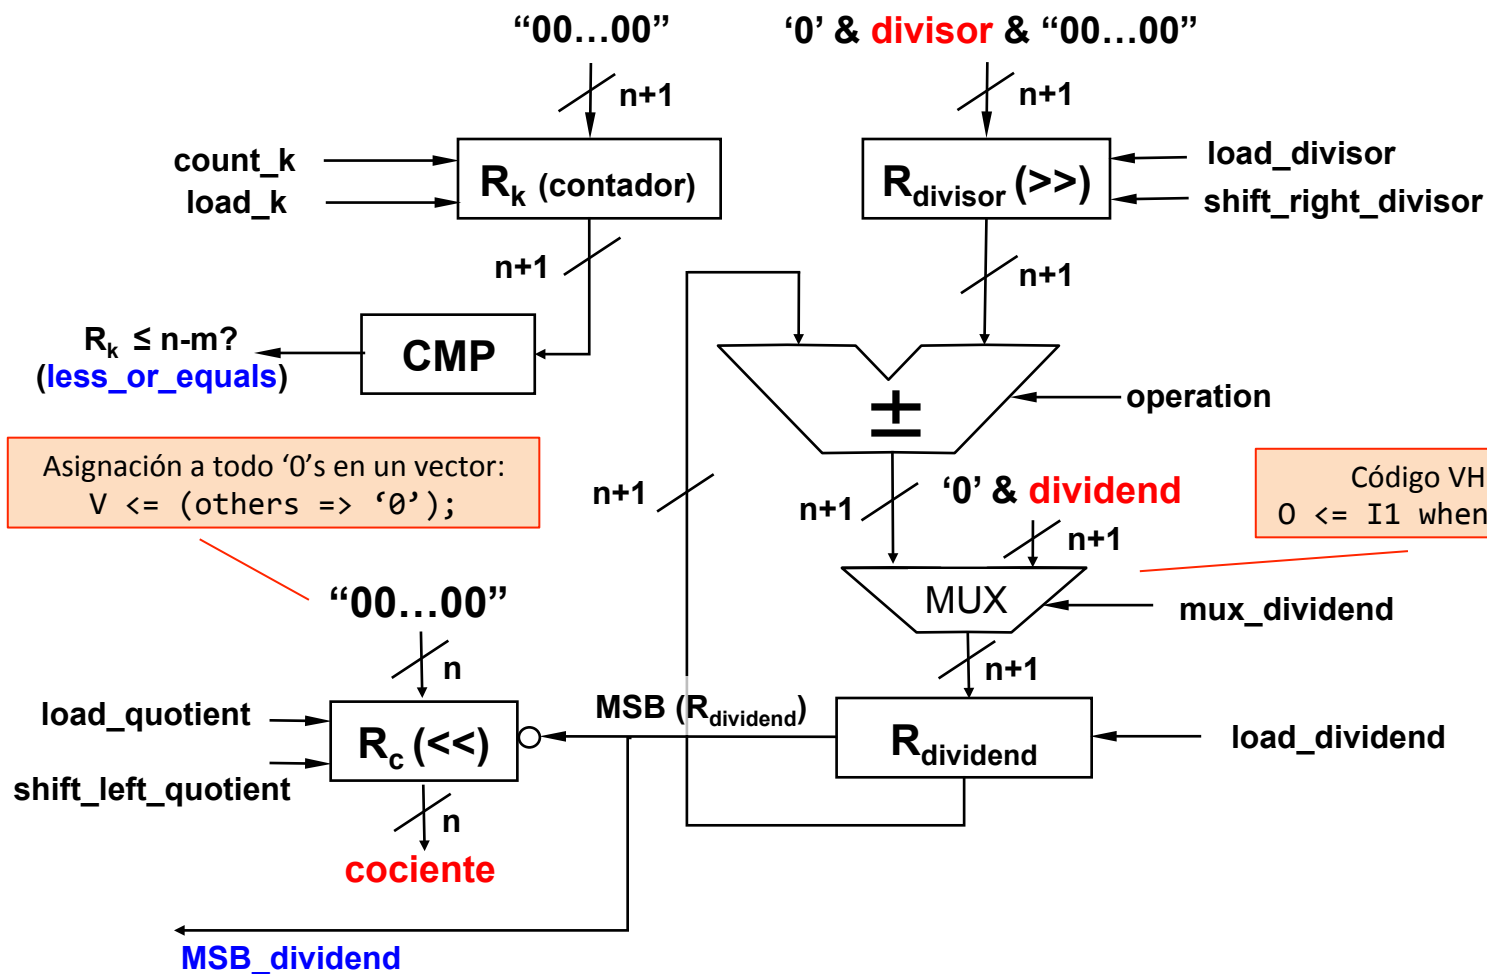 “00…00”
‘0’ & divisor & “00…00”
n+1
n+1
count_k
load_k
Rk (contador)
Rdivisor (>>)
load_divisor
shift_right_divisor
n+1
n+1
Rk ≤ n-m?
(less_or_equals)
CMP
±
operation
Asignación a todo ‘0’s en un vector:
V <= (others => ‘0’);
n+1
n+1
‘0’ & dividend
n+1
Código VH
O <= I1 when
“00…00”
MUX
mux_dividend
n
n+1
load_quotient
shift_left_quotient
Rc (<<)
MSB (Rdividend)
Rdividend
load_dividend
n
cociente
MSB_dividend